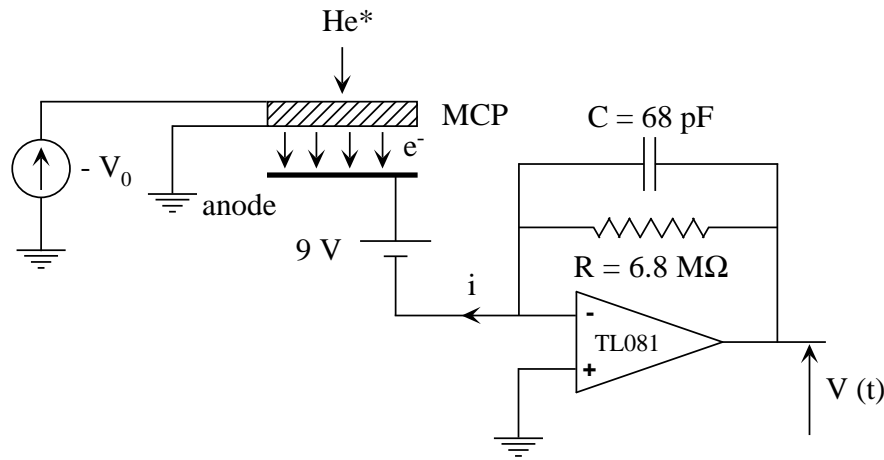 He*
MCP
C = 68 pF
- V₀
e⁻
anode
9 V
R = 6.8 MΩ
i
-
TL081
+
V (t)